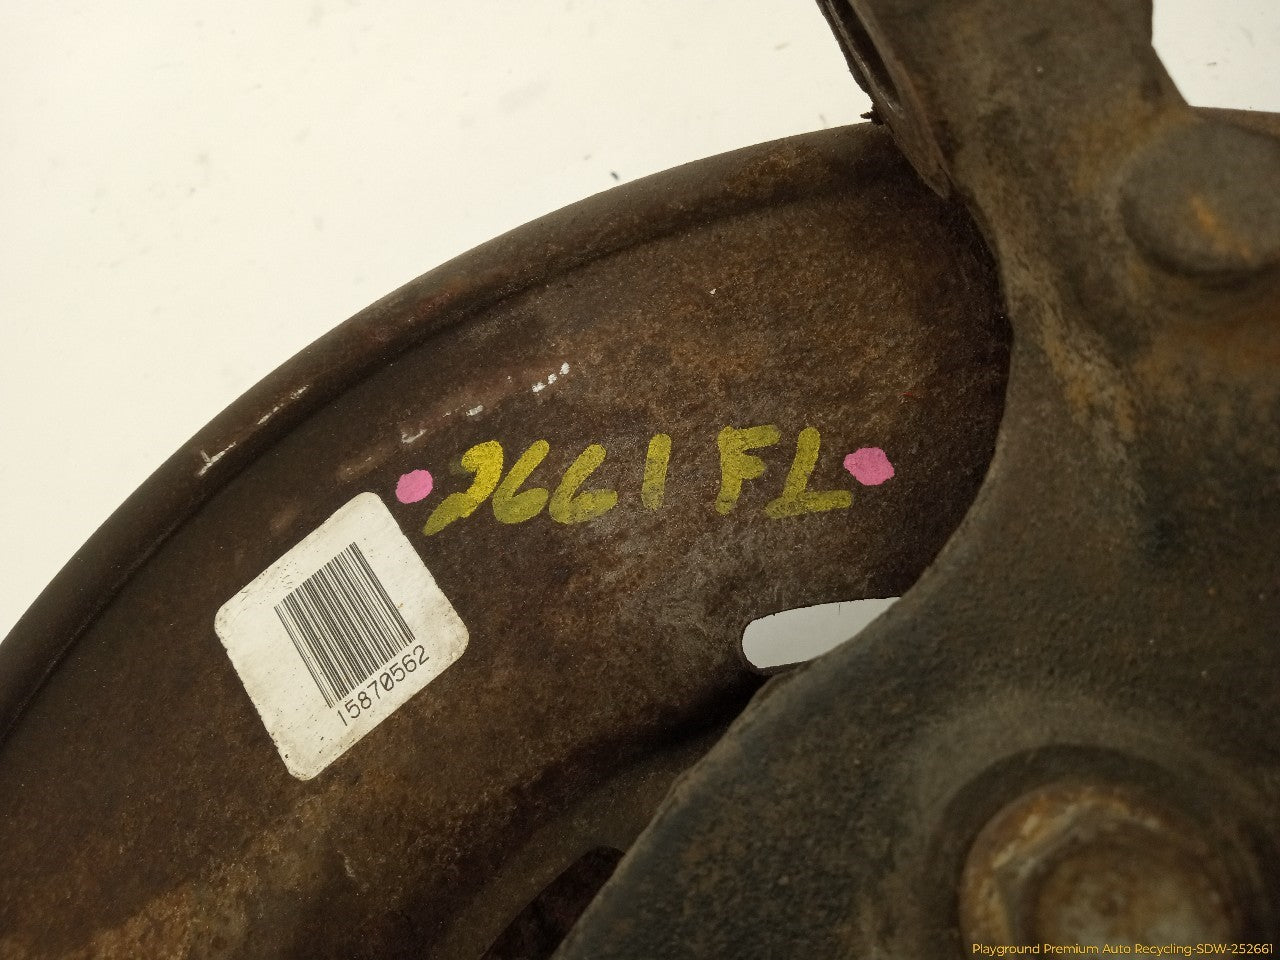 2661 FL
15870562
Playground Premium Auto Recycling-SDW-252661